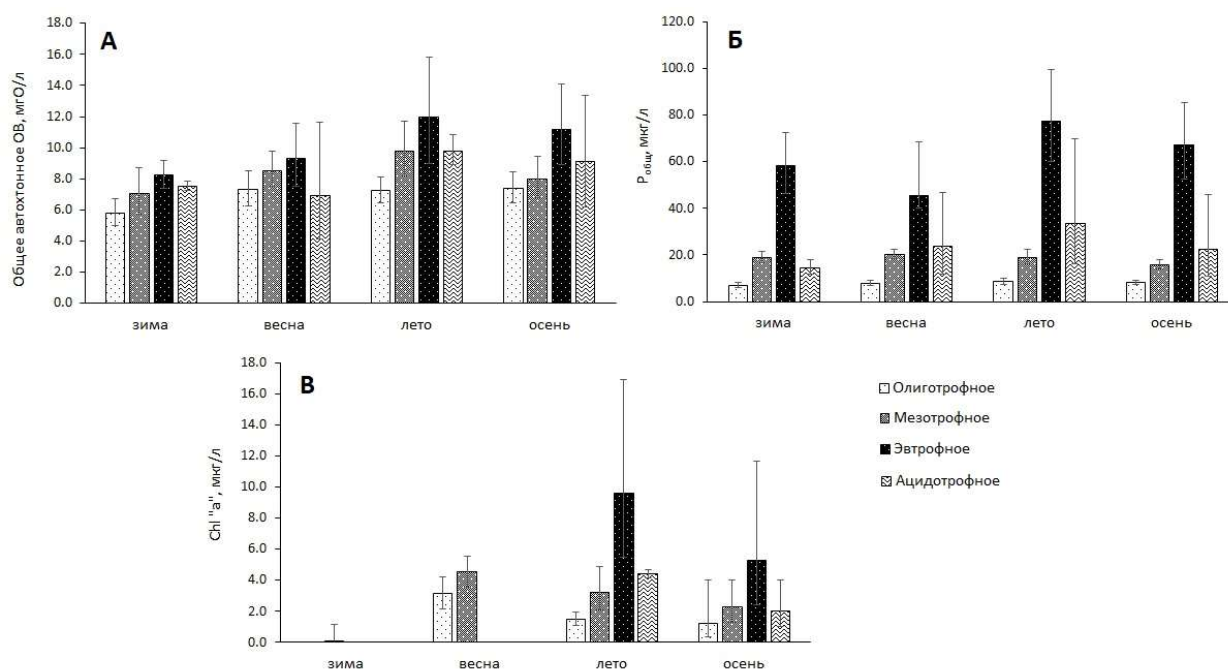 А
Общее автохтонное ОВ, мгО/л
18.0
16.0
14.0
12.0
10.0
8.0
6.0
4.0
2.0
0.0
зима весна лето осень
Б
Pобщ, мкг/л
120.0
100.0
80.0
60.0
40.0
20.0
0.0
зима весна лето осень
В
Chl "a", мкг/л
18.0
16.0
14.0
12.0
10.0
8.0
6.0
4.0
2.0
0.0
зима весна лето осень
Олиготрофное
Мезотрофное
Эвтрофное
Ацидотрофное